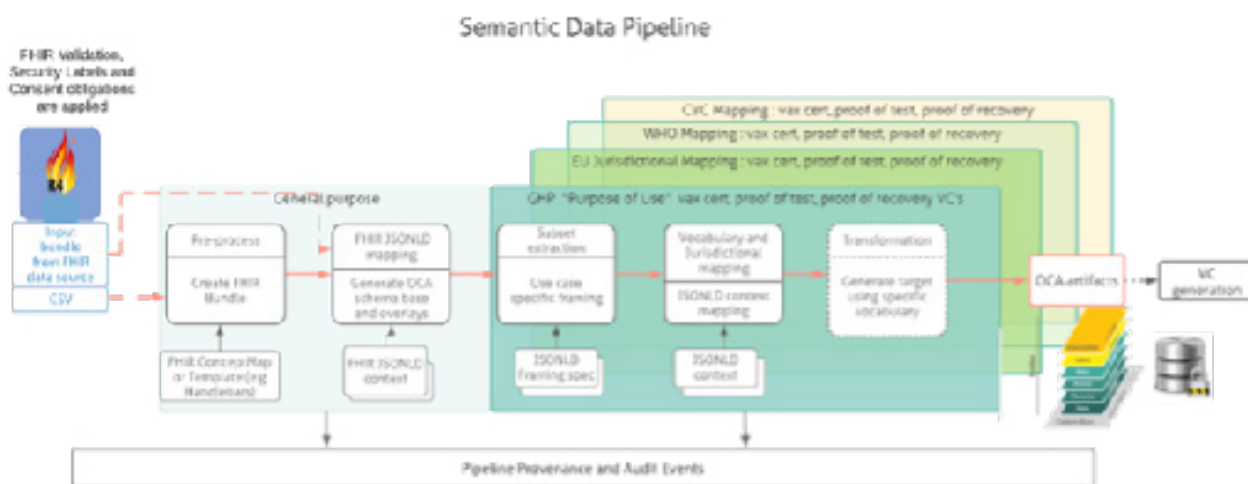 Semantic Data Pipeline
FHIR validation,
Security Labels and
Consent obligations
are applied
R4
Input
bundle
from FHIR
data source
CSV
CVC Mapping : vax cert, proof of test, proof of recovery
WHO Mapping : vax cert, proof of test, proof of recovery
EU Jurisdictional Mapping : vax cert, proof of test, proof of recovery
General purpose
GHP "Purpose of Use" vax cert, proof of test, proof of recovery VC's
Pre-process
Create FHIR
Bundle
FHIR JSONLD
mapping
Generate OCA
schema base
and overlays
Subset
extraction
Use case
specific framing
Vocabulary and
Jurisdictional
mapping
JSONLD context
mapping
Transformation
Generate target
using specific
vocabulary
OCA artifacts
VC
generation
FHIR Concept Map
or Template (eg
Handlebars)
FHIR JSONLD
context
JSONLD
Framing spec
JSONLD
context
Pipeline Provenance and Audit Events